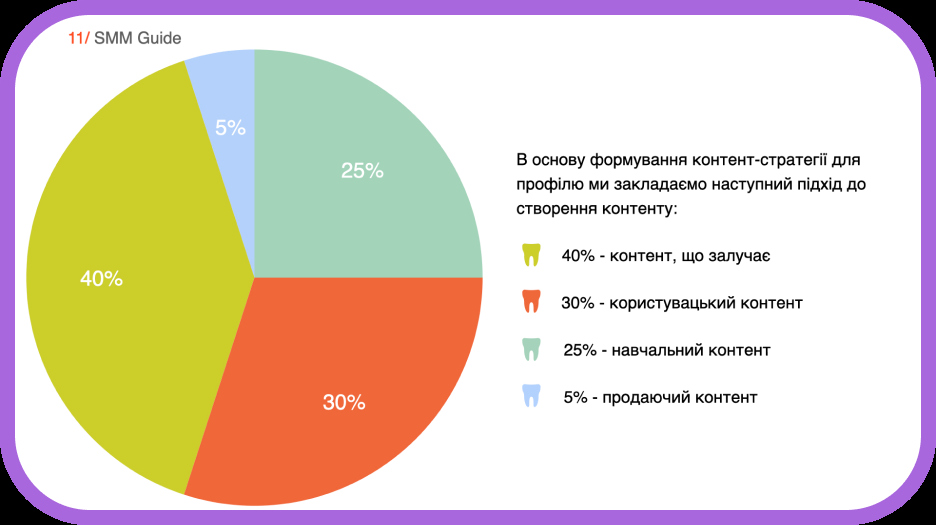 11/ SMM Guide
5%
25%
40%
30%
В основу формування контент-стратегії для
профілю ми закладаємо наступний підхід до
створення контенту:
40% - контент, що залучає
30% - користувацький контент
25% - навчальний контент
5% - продаючий контент